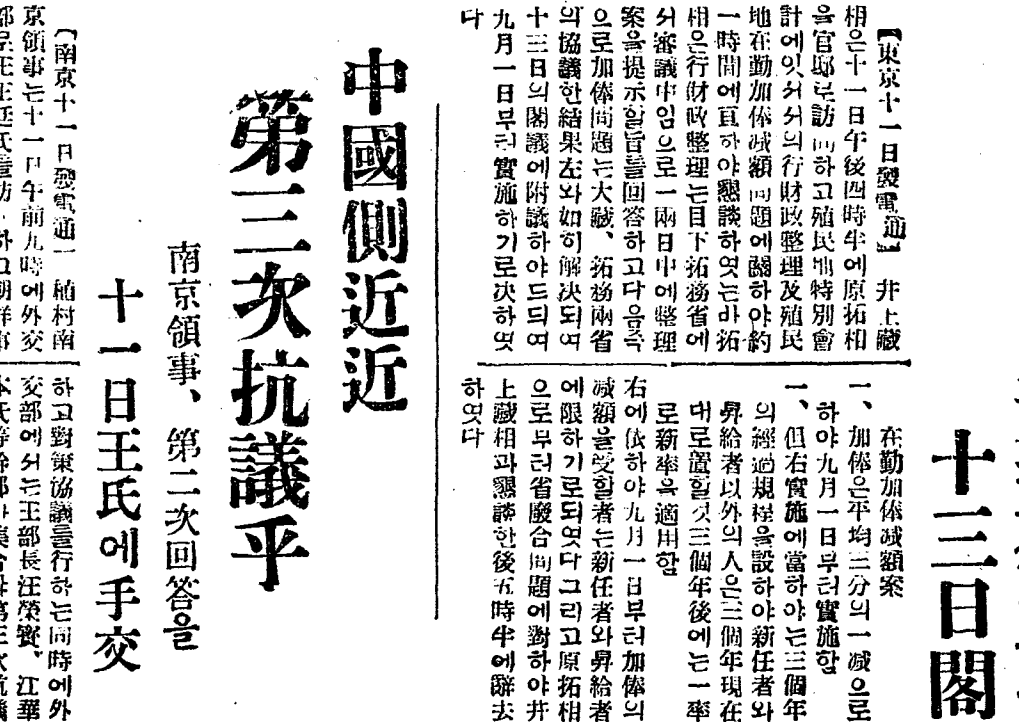 十三日閣
【東京十一日發電通】 井上藏
相은十一日午後四時半에原拓相
을官邸로訪問하고殖民地特別會
計에잇서서의行財政整理及殖民
地在勤加俸减額問題에關하야約
一時間에亘하야懇談하엿는바拓
相은行財政整理는目下拓務省에
서審議中임으로一兩日中에整理
案을提示할旨를回答하고다음즉
으로加俸問題는大藏、拓務兩省
의協議한結果左와如히解决되여
十三日의閣議에附議하야드듸여
九月一日부터實施하기로决하엿
다
在勤加俸减額案
一、加俸은平均三分의一减으로
하야九月一日부터實施함
一、但右實施에當하야는三個年
의經過規程을設하야新任者와
昇給者以外의人은三個年現在
대로置할것三個年後에는一率
로新率을適用함
右에依하야九月一日부터加俸의
减額을受할者는新任者와昇給者
에限하기로되엿다그리고原拓相
으로부터省廢合問題에對하야井
上藏相과懇談한後五時半에辭去
하엿다
中國側近近
第三次抗議乎
南京領事、第二次回答을
十一日王氏에手交
【南京十一日發電通】 植村南
京領事는十一日午前九時에外交
하고對策協議를行하는同時에外
交部에서는王部長汪榮寶、江華